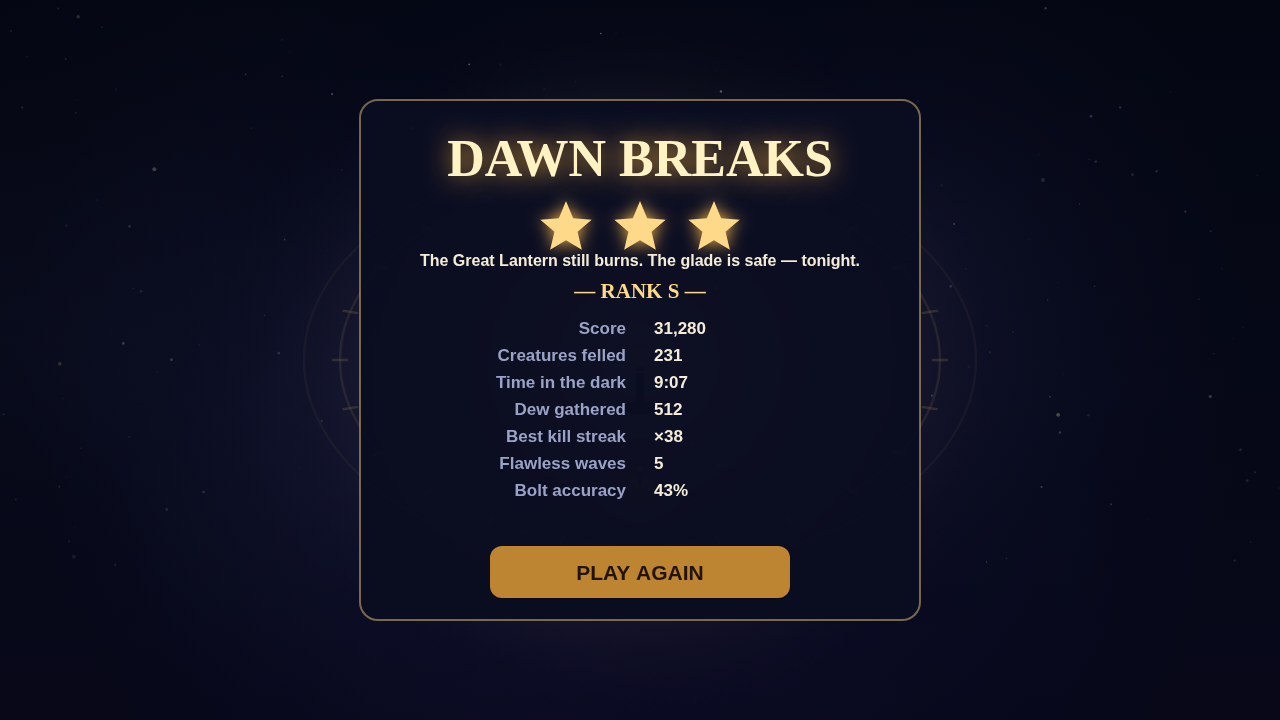 DAWN BREAKS
The Great Lantern still burns. The glade is safe — tonight.
— RANK S —
Score 31,280
Creatures felled 231
Time in the dark 9:07
Dew gathered 512
Best kill streak ×38
Flawless waves 5
Bolt accuracy 43%
PLAY AGAIN